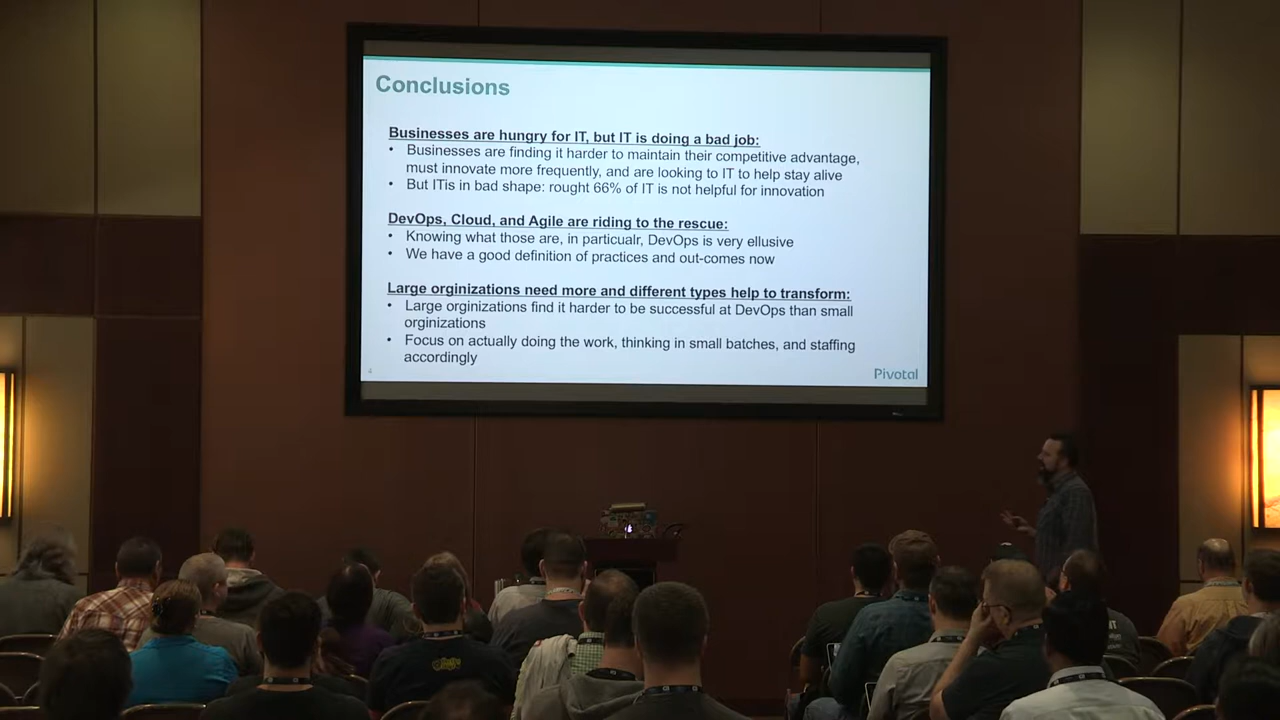 Conclusions
Businesses are hungry for IT, but IT is doing a bad job:
• Businesses are finding it harder to maintain their competitive advantage,
must innovate more frequently, and are looking to IT to help stay alive
• But ITis in bad shape: rought 66% of IT is not helpful for innovation
DevOps, Cloud, and Agile are riding to the rescue:
• Knowing what those are, in particualr, DevOps is very ellusive
• We have a good definition of practices and out-comes now
Large orginizations need more and different types help to transform:
• Large orginizations find it harder to be successful at DevOps than small
orginizations
• Focus on actually doing the work, thinking in small batches, and staffing
accordingly
4
Pivotal